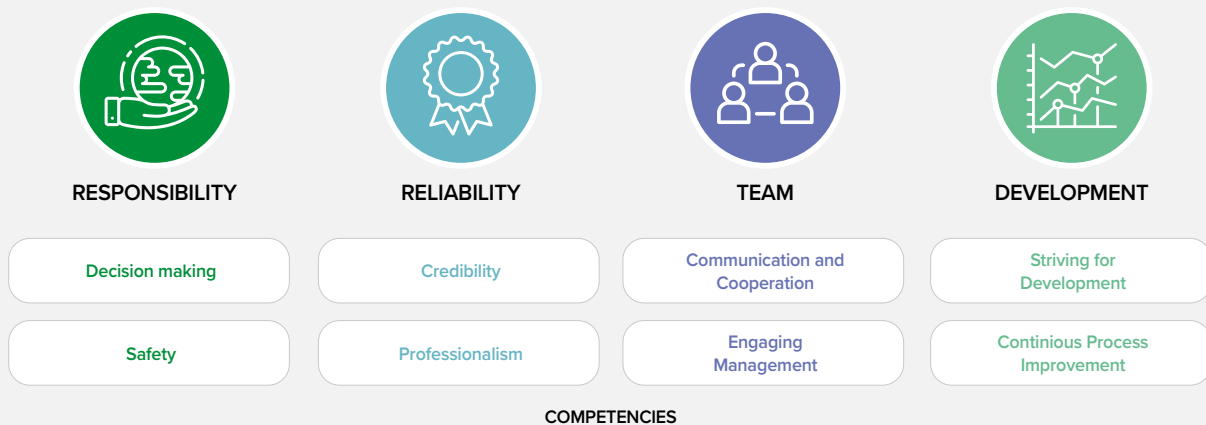 RESPONSIBILITY
RELIABILITY
TEAM
DEVELOPMENT
Decision making
Credibility
Communication and
Cooperation
Striving for
Development
Safety
Professionalism
Engaging
Management
Continious Process
Improvement
COMPETENCIES